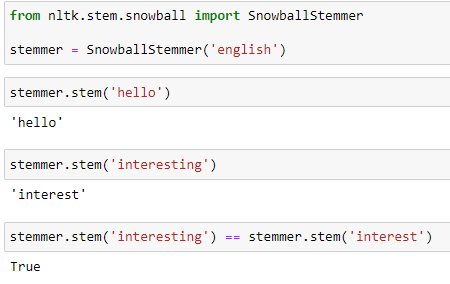 from nltk.stem.snowball import SnowballStemmer
stemmer = SnowballStemmer('english')
stemmer.stem('hello')
'hello'
stemmer.stem('interesting')
'interest'
stemmer.stem('interesting') == stemmer.stem('interest')
True